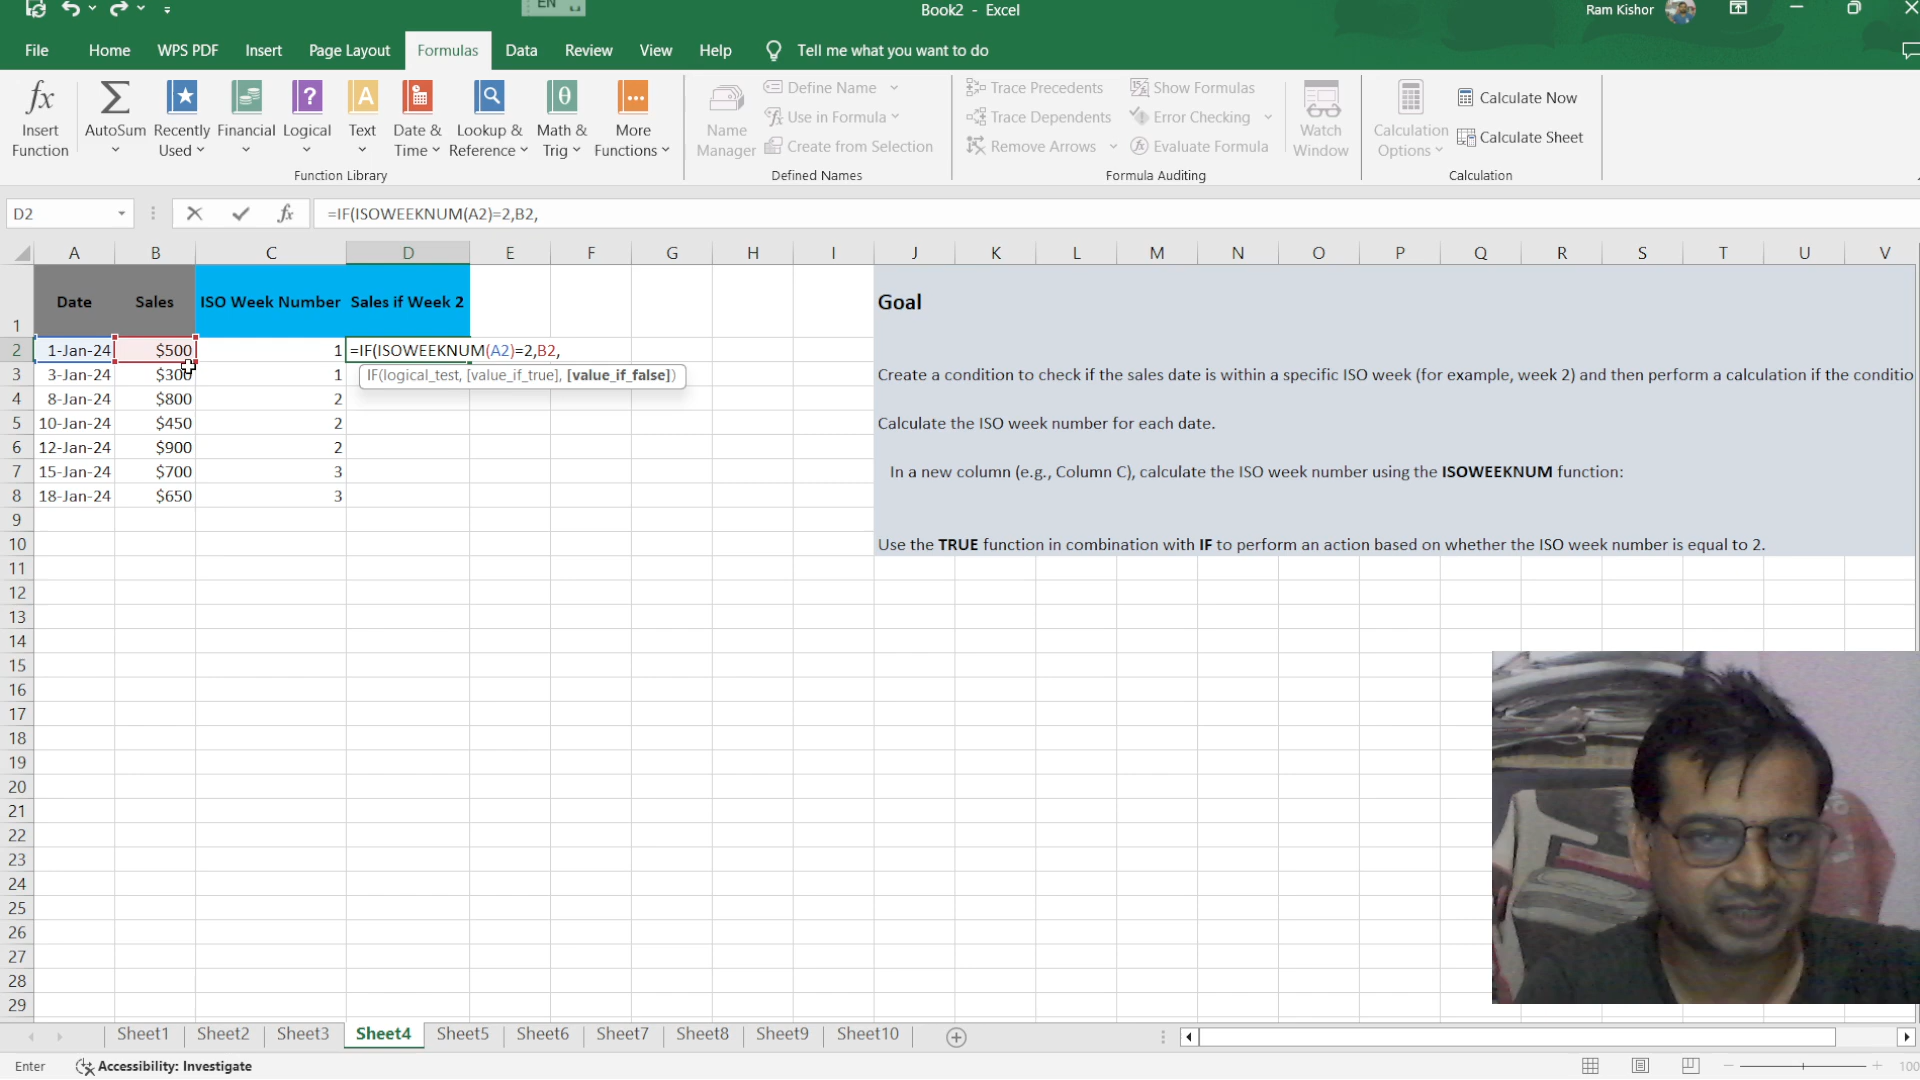 EN
Book2 - Excel
Ram Kishor
File Home WPS PDF Insert Page Layout Formulas Data Review View Help Tell me what you want to do
Insert Function
AutoSum
Recently Used
Financial
Logical
Text
Date & Time
Lookup & Reference
Math & Trig
More Functions
Function Library
Name Manager
Define Name
Use in Formula
Create from Selection
Defined Names
Trace Precedents
Trace Dependents
Remove Arrows
Show Formulas
Error Checking
Evaluate Formula
Formula Auditing
Watch Window
Calculation Options
Calculate Now
Calculate Sheet
Calculation
D2 fx =IF(ISOWEEKNUM(A2)=2,B2,
A B C D E F G H I J K L M N O P Q R S T U V
1 Date Sales ISO Week Number Sales if Week 2 Goal
2 1-Jan-24 $500 1 =IF(ISOWEEKNUM(A2)=2,B2,
IF(logical_test, [value_if_true], [value_if_false])
3 3-Jan-24 $300 1 Create a condition to check if the sales date is within a specific ISO week (for example, week 2) and then perform a calculation if the conditio
4 8-Jan-24 $800 2
5 10-Jan-24 $450 2 Calculate the ISO week number for each date.
6 12-Jan-24 $900 2
7 15-Jan-24 $700 3 In a new column (e.g., Column C), calculate the ISO week number using the ISOWEEKNUM function:
8 18-Jan-24 $650 3
9
10 Use the TRUE function in combination with IF to perform an action based on whether the ISO week number is equal to 2.
11
12
13
14
15
16
17
18
19
20
21
22
23
24
25
26
27
28
29
Sheet1 Sheet2 Sheet3 Sheet4 Sheet5 Sheet6 Sheet7 Sheet8 Sheet9 Sheet10
Enter Accessibility: Investigate 100